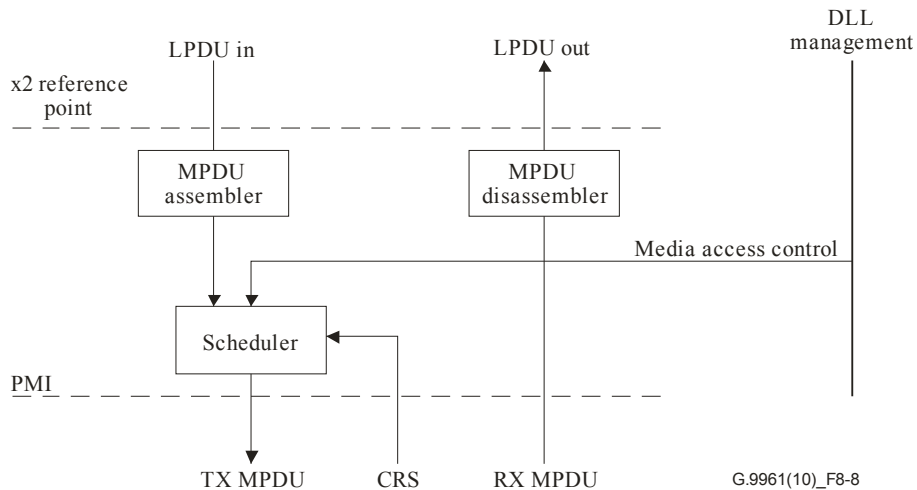 DLL
management
LPDU in
LPDU out
x2 reference
point
MPDU
assembler
MPDU
disassembler
Media access control
Scheduler
PMI
TX MPDU
CRS
RX MPDU
G.9961(10)_F8-8